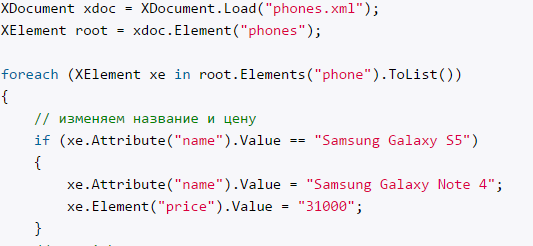 XDocument xdoc = XDocument.Load("phones.xml");
XElement root = xdoc.Element("phones");
foreach (XElement xe in root.Elements("phone").ToList())
{
// изменяем название и цену
if (xe.Attribute("name").Value == "Samsung Galaxy S5")
{
xe.Attribute("name").Value = "Samsung Galaxy Note 4";
xe.Element("price").Value = "31000";
}